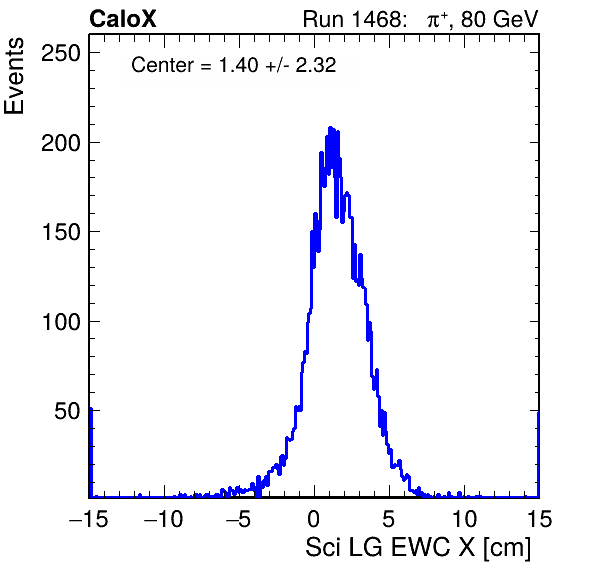 CaloX Run 1468: π+, 80 GeV
Center = 1.40 +/- 2.32
Events
250
200
150
100
50
−15 −10 −5 0 5 10 15
Sci LG EWC X [cm]